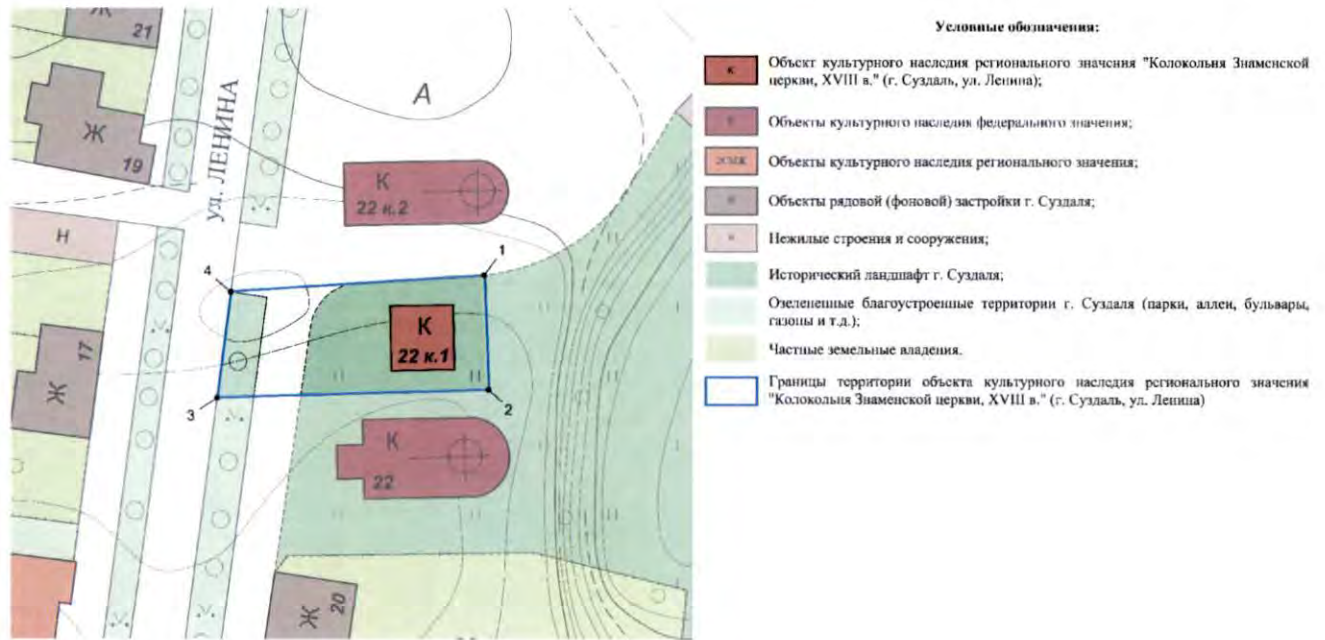 Ж
21
ул. ЛЕНИНА
А
Ж
19
К
22 к.2
Н
1
4
К
22 к.1
Ж
17
3
2
К
22
Ж
20
Условные обозначения:
К
Объект культурного наследия регионального значения "Колокольня Знаменской
церкви, XVIII в." (г. Суздаль, ул. Ленина);
Объекты культурного наследия федерального значения;
Объекты культурного наследия регионального значения;
Объекты рядовой (фоновой) застройки г. Суздаля;
Нежилые строения и сооружения;
Исторический ландшафт г. Суздаля;
Озелененные благоустроенные территории г. Суздаля (парки, аллеи, бульвары,
газоны и т.д.);
Частные земельные владения.
Границы территории объекта культурного наследия регионального значения
"Колокольня Знаменской церкви, XVIII в." (г. Суздаль, ул. Ленина)